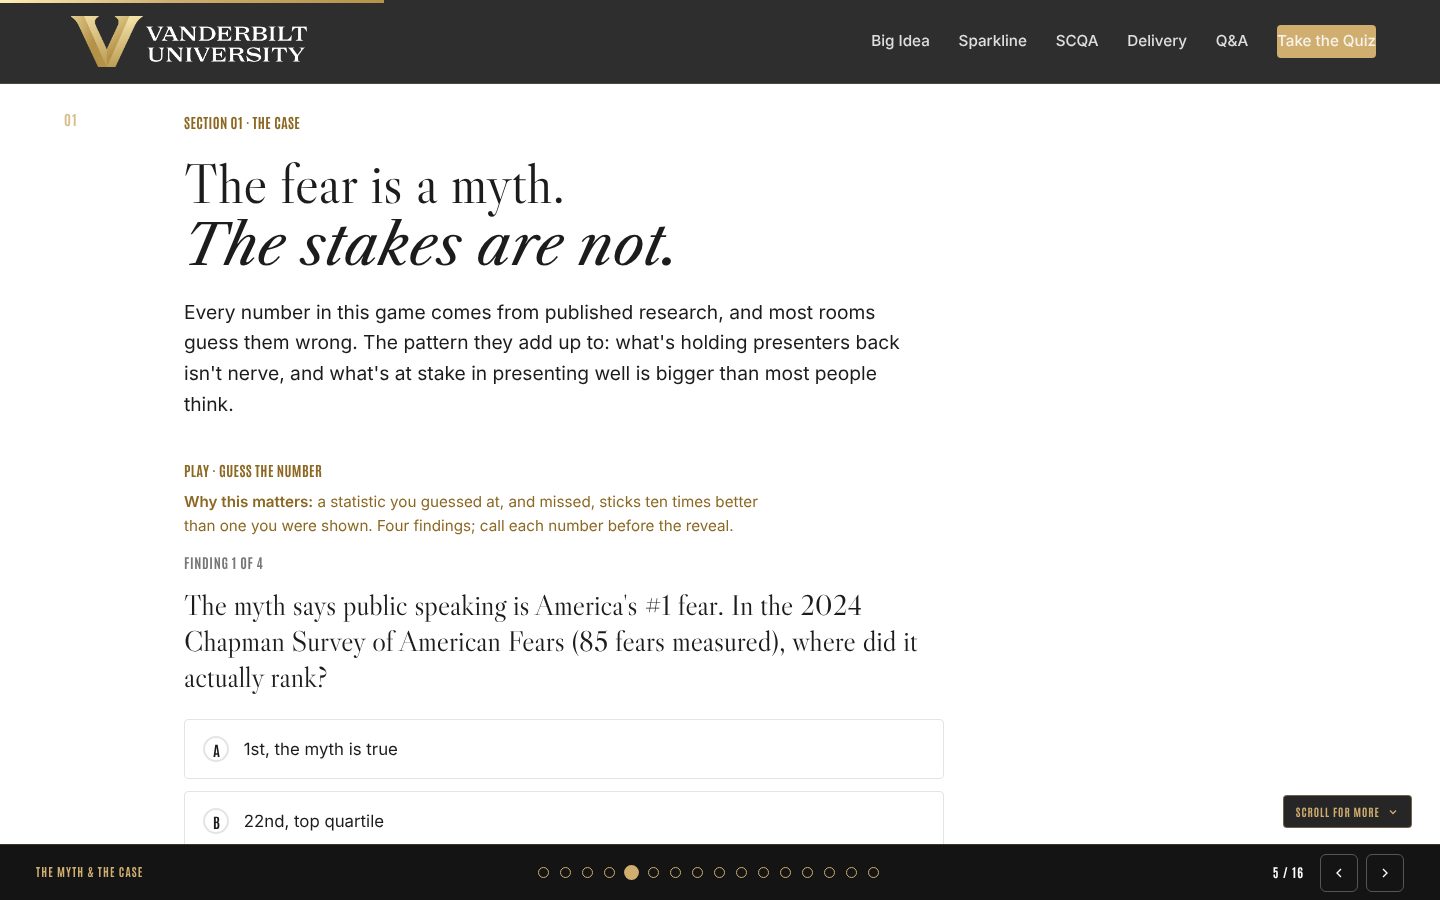 VANDERBILT
UNIVERSITY
Big Idea
Sparkline
SCQA
Delivery
Q&A
Take the Quiz
01
SECTION 01 · THE CASE
The fear is a myth.
The stakes are not.
Every number in this game comes from published research, and most rooms
guess them wrong. The pattern they add up to: what's holding presenters back
isn't nerve, and what's at stake in presenting well is bigger than most people
think.
PLAY · GUESS THE NUMBER
Why this matters: a statistic you guessed at, and missed, sticks ten times better
than one you were shown. Four findings; call each number before the reveal.
FINDING 1 OF 4
The myth says public speaking is America's #1 fear. In the 2024
Chapman Survey of American Fears (85 fears measured), where did it
actually rank?
A 1st, the myth is true
B 22nd, top quartile
SCROLL FOR MORE
THE MYTH & THE CASE
5 / 16